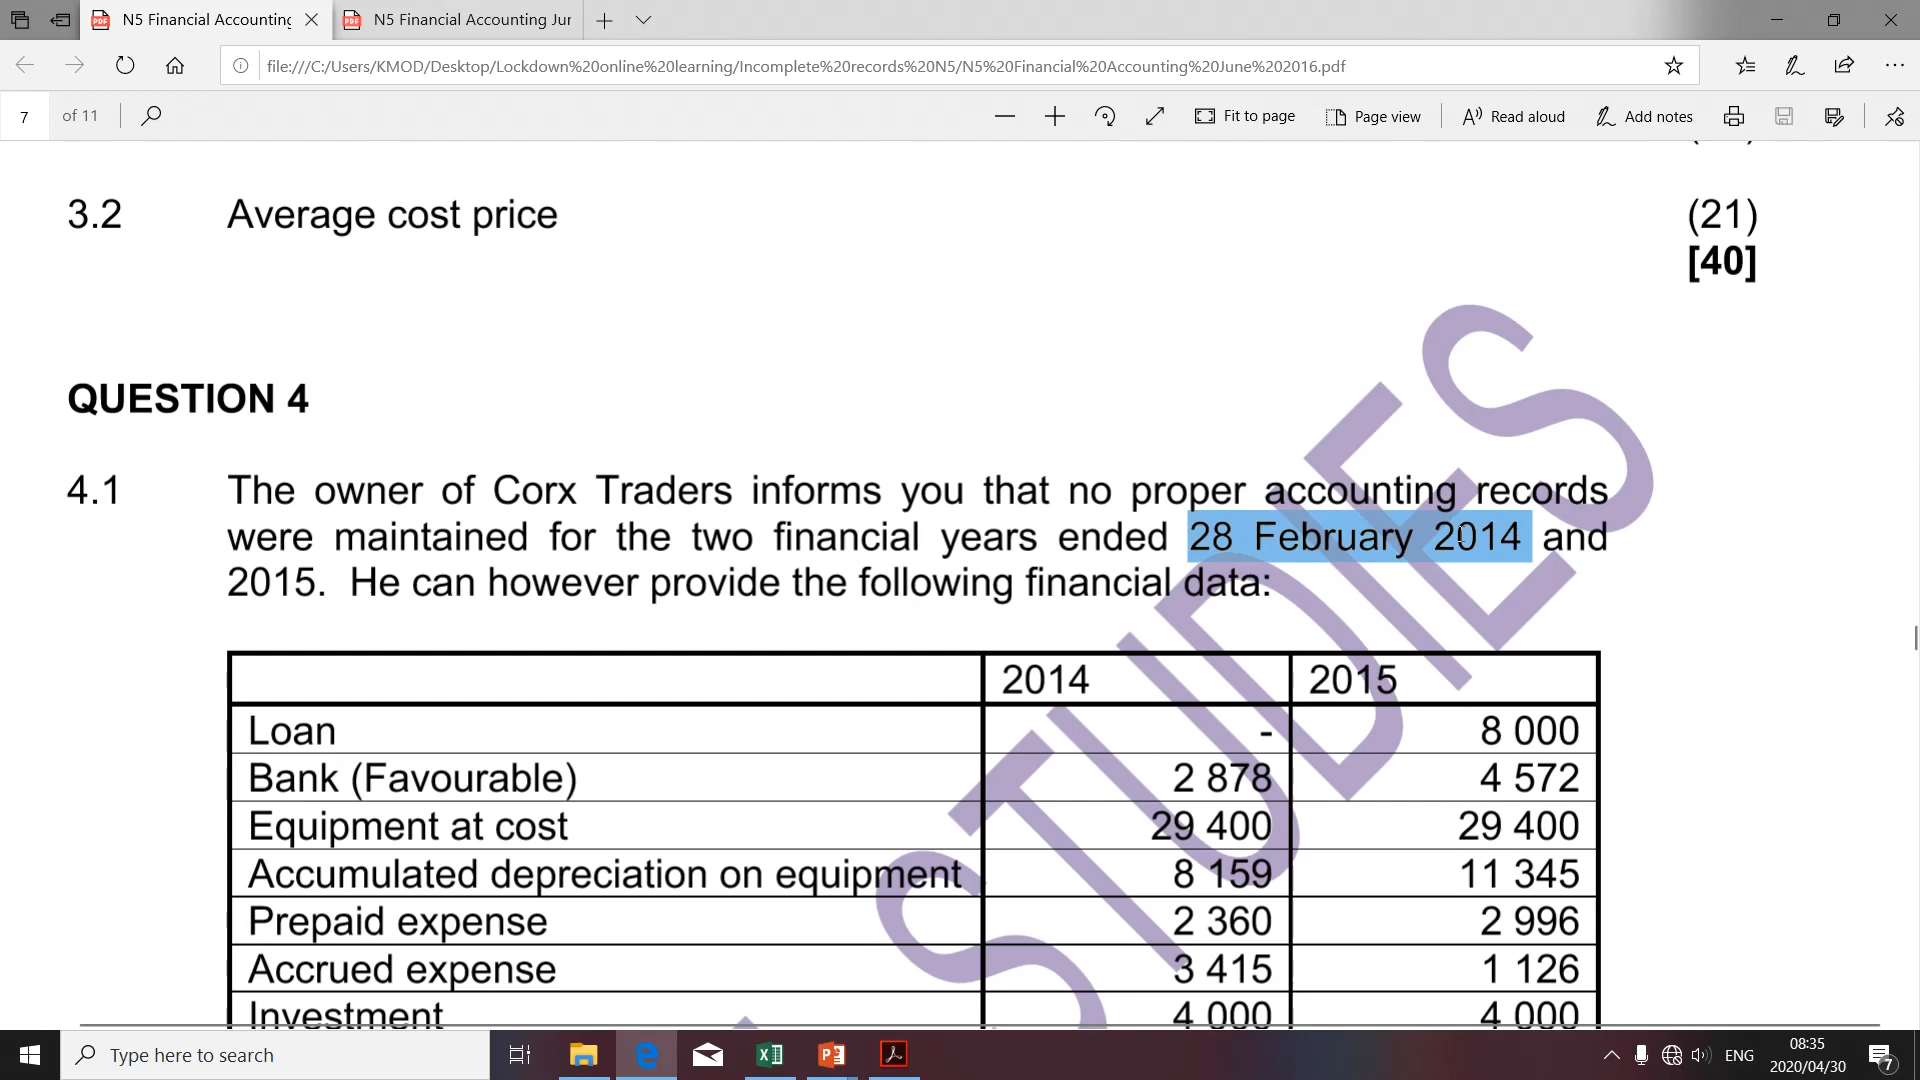 N5 Financial Accounting
N5 Financial Accounting Jur
file:///C:/Users/KMOD/Desktop/Lockdown%20online%20learning/Incomplete%20records%20N5/N5%20Financial%20Accounting%20June%202016.pdf
7 of 11
Fit to page
Page view
Read aloud
Add notes
3.2 Average cost price (21)
[40]
QUESTION 4
4.1 The owner of Corx Traders informs you that no proper accounting records
were maintained for the two financial years ended 28 February 2014 and
2015. He can however provide the following financial data:
2014 2015
Loan - 8 000
Bank (Favourable) 2 878 4 572
Equipment at cost 29 400 29 400
Accumulated depreciation on equipment 8 159 11 345
Prepaid expense 2 360 2 996
Accrued expense 3 415 1 126
Investment 4 000 4 000
STUDIES
Type here to search
ENG
08:35
2020/04/30
7